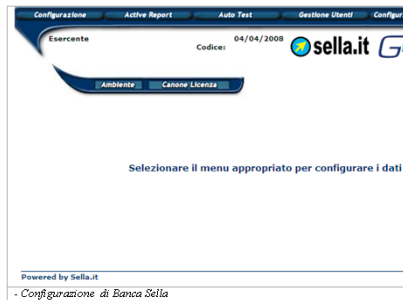 Configurazione Active Report Auto Test Gestione Utenti
Esercente 04/04/2008
Codice:
sella.it
Ambiente Canone Licenza
Selezionare il menu appropriato per configurare i dati
Powered by Sella.it
- Configurazione di Banca Sella